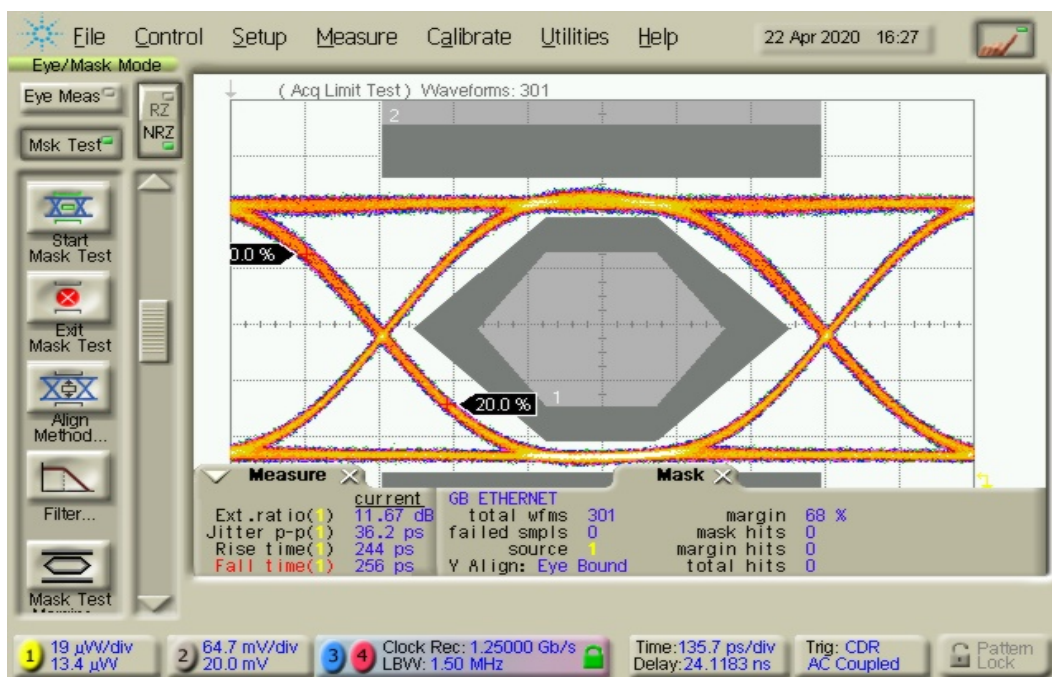 File Control Setup Measure Calibrate Utilities Help 22 Apr 2020 16:27
Eye/Mask Mode
Eye Meas
RZ
NRZ
Msk Test
Start
Mask Test
Exit
Mask Test
Align
Method...
Filter...
Mask Test
( Acq Limit Test ) Waveforms: 301
2
0.0 %
20.0 %
1
Measure
current
Ext.ratio(1) 11.67 dB
Jitter p-p(1) 36.2 ps
Rise time(1) 244 ps
Fall time(1) 256 ps
Mask
GB ETHERNET
total wfms 301 margin 68 %
failed smpls 0 mask hits 0
source 1 margin hits 0
Y Align: Eye Bound total hits 0
1 19 µW/div
13.4 µW
2 64.7 mV/div
20.0 mV
3 4 Clock Rec: 1.25000 Gb/s
LBW: 1.50 MHz
Time:135.7 ps/div
Delay:24.1183 ns
Trig: CDR
AC Coupled
Pattern
Lock